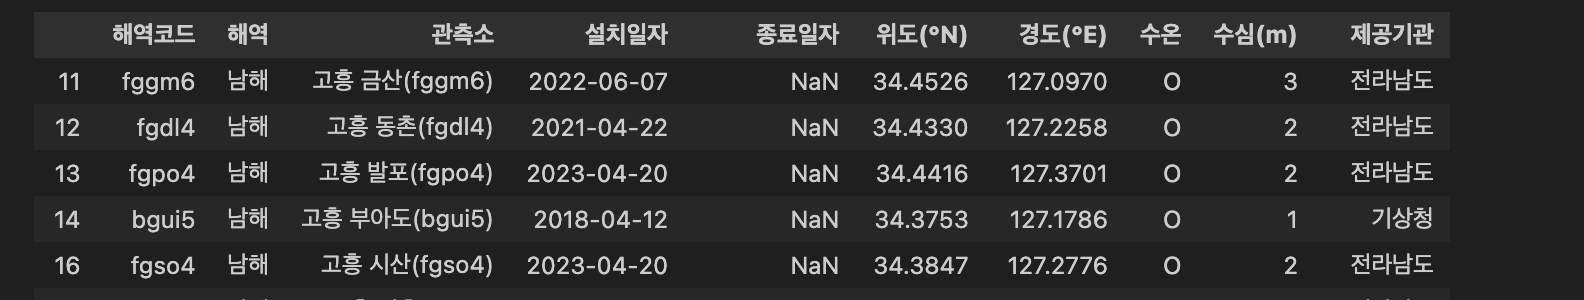 해역코드 해역 관측소 설치일자 종료일자 위도(°N) 경도(°E) 수온 수심(m) 제공기관
11 fggm6 남해 고흥 금산(fggm6) 2022-06-07 NaN 34.4526 127.0970 O 3 전라남도
12 fgdl4 남해 고흥 동촌(fgdl4) 2021-04-22 NaN 34.4330 127.2258 O 2 전라남도
13 fgpo4 남해 고흥 발포(fgpo4) 2023-04-20 NaN 34.4416 127.3701 O 2 전라남도
14 bgui5 남해 고흥 부아도(bgui5) 2018-04-12 NaN 34.3753 127.1786 O 1 기상청
16 fgso4 남해 고흥 시산(fgso4) 2023-04-20 NaN 34.3847 127.2776 O 2 전라남도